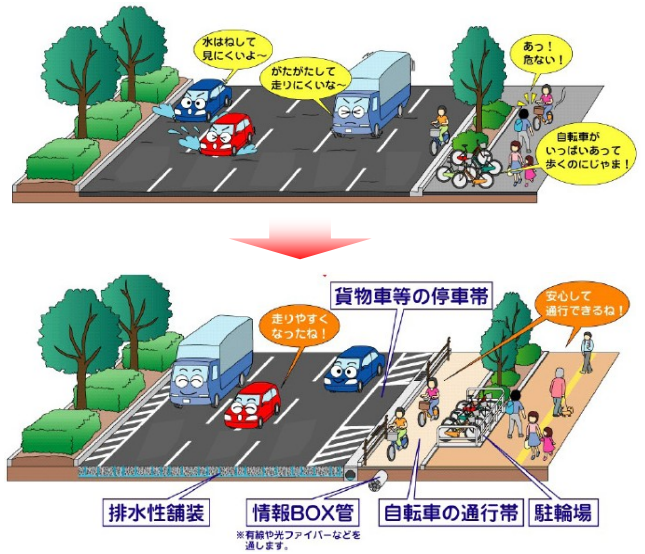 水はねして
見にくいよ～
がたがたして
走りにくいな～
あっ！
危ない！
自転車が
いっぱいあって
歩くのにじゃま！
貨物車等の停車帯
安心して
通行できるね！
走りやすく
なったね！
排水性舗装
情報BOX管
※有線や光ファイバーなどを
通します。
自転車の通行帯
駐輪場